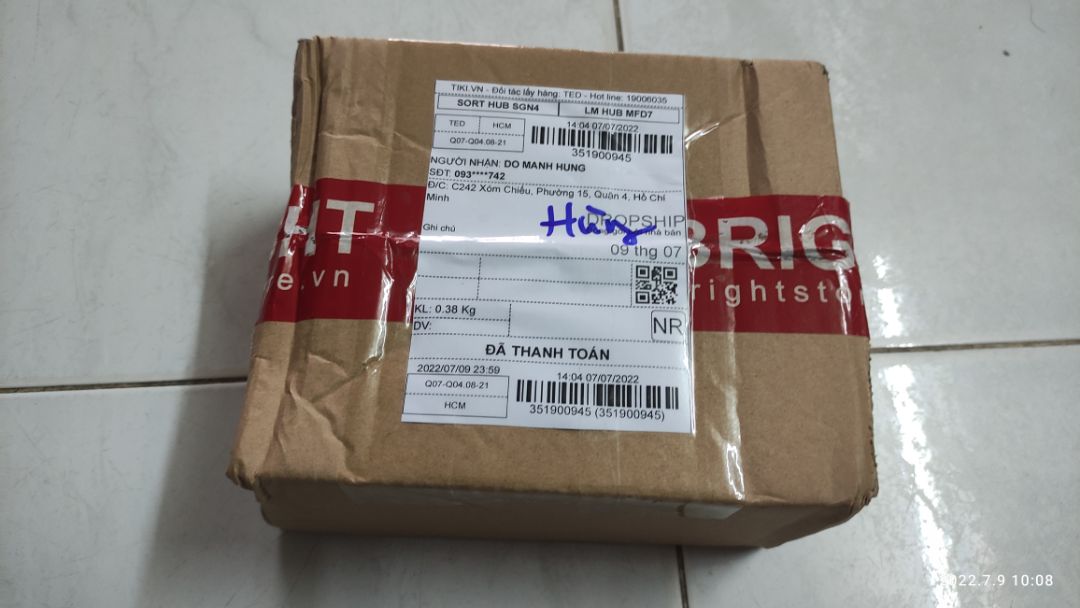 TIKI.VN - Đối tác lấy hàng: TED - Hot line: 19006035
SORT HUB SGN4 LM HUB MFD7
TED HCM
14:04 07/07/2022
Q07-Q04.08-21
351900945
NGƯỜI NHẬN: DO MANH HUNG
SĐT: 093****742
Đ/C: C242 Xóm Chiếu, Phường 15, Quận 4, Hồ Chí
Minh
DROPSHIP
Hùng
Ghi chú
nhà bán
09 thg 07
HT
e.vn
BRIG
rightsto
KL: 0.38 Kg
DV:
NR
ĐÃ THANH TOÁN
2022/07/09 23:59
14:04 07/07/2022
Q07-Q04.08-21
HCM
351900945 (351900945)
2022.7.9 10:08